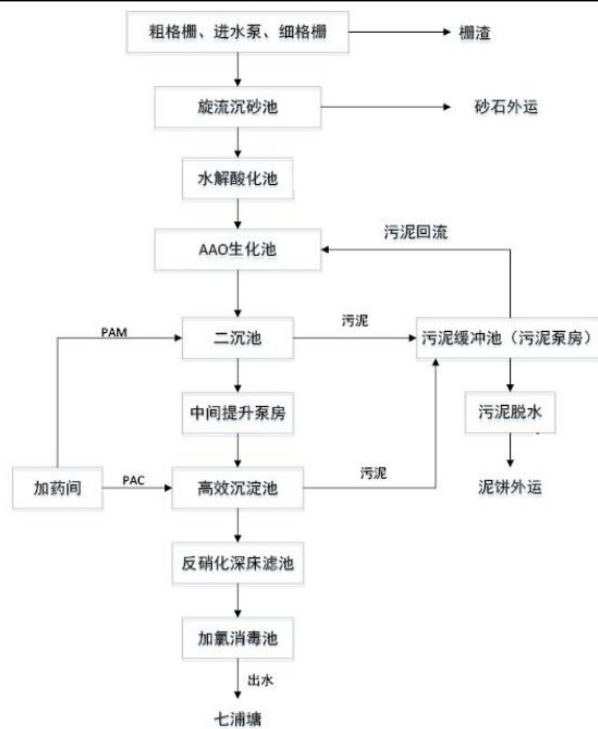 粗格栅、进水泵、细格栅
栅渣
旋流沉砂池
砂石外运
水解酸化池
污泥回流
AAO生化池
PAM
二沉池
污泥
污泥缓冲池（污泥泵房）
中间提升泵房
污泥脱水
加药间
PAC
高效沉淀池
污泥
泥饼外运
反硝化深床滤池
加氯消毒池
出水
七浦塘